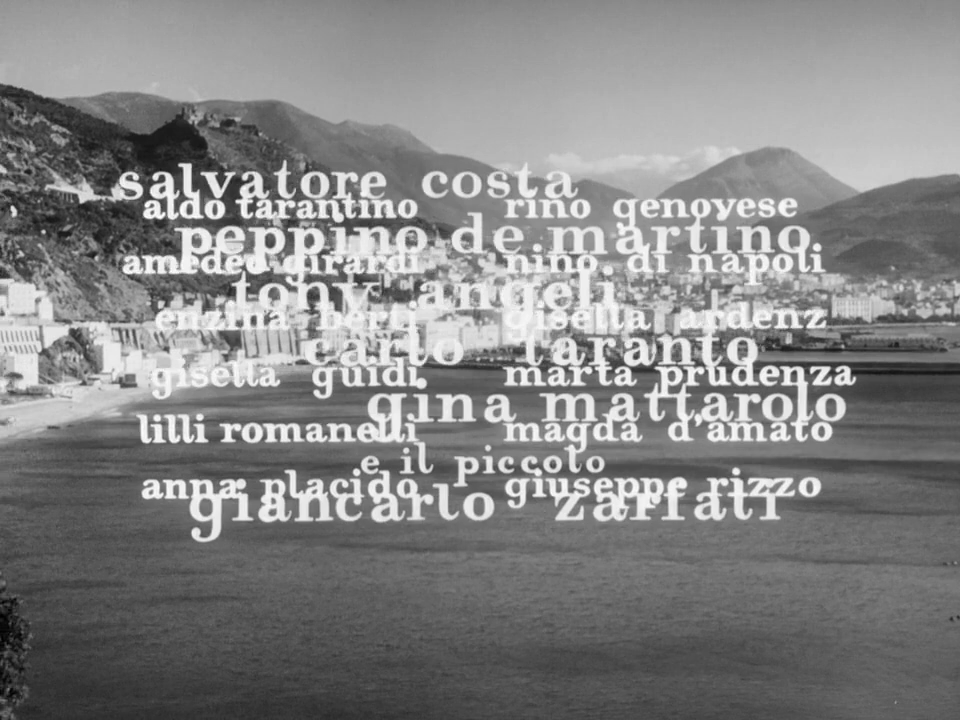 salvatore costa
aldo tarantino rino genovese
peppino de martino
amedeo girardi nino di napoli
tony angeli
enzina berti gisella ardenz
carlo taranto
gisella guidi marta prudenza
gina mattarolo
lilli romanelli magda d'amato
e il piccolo
anna placido giuseppe rizzo
giancarlo zarfati